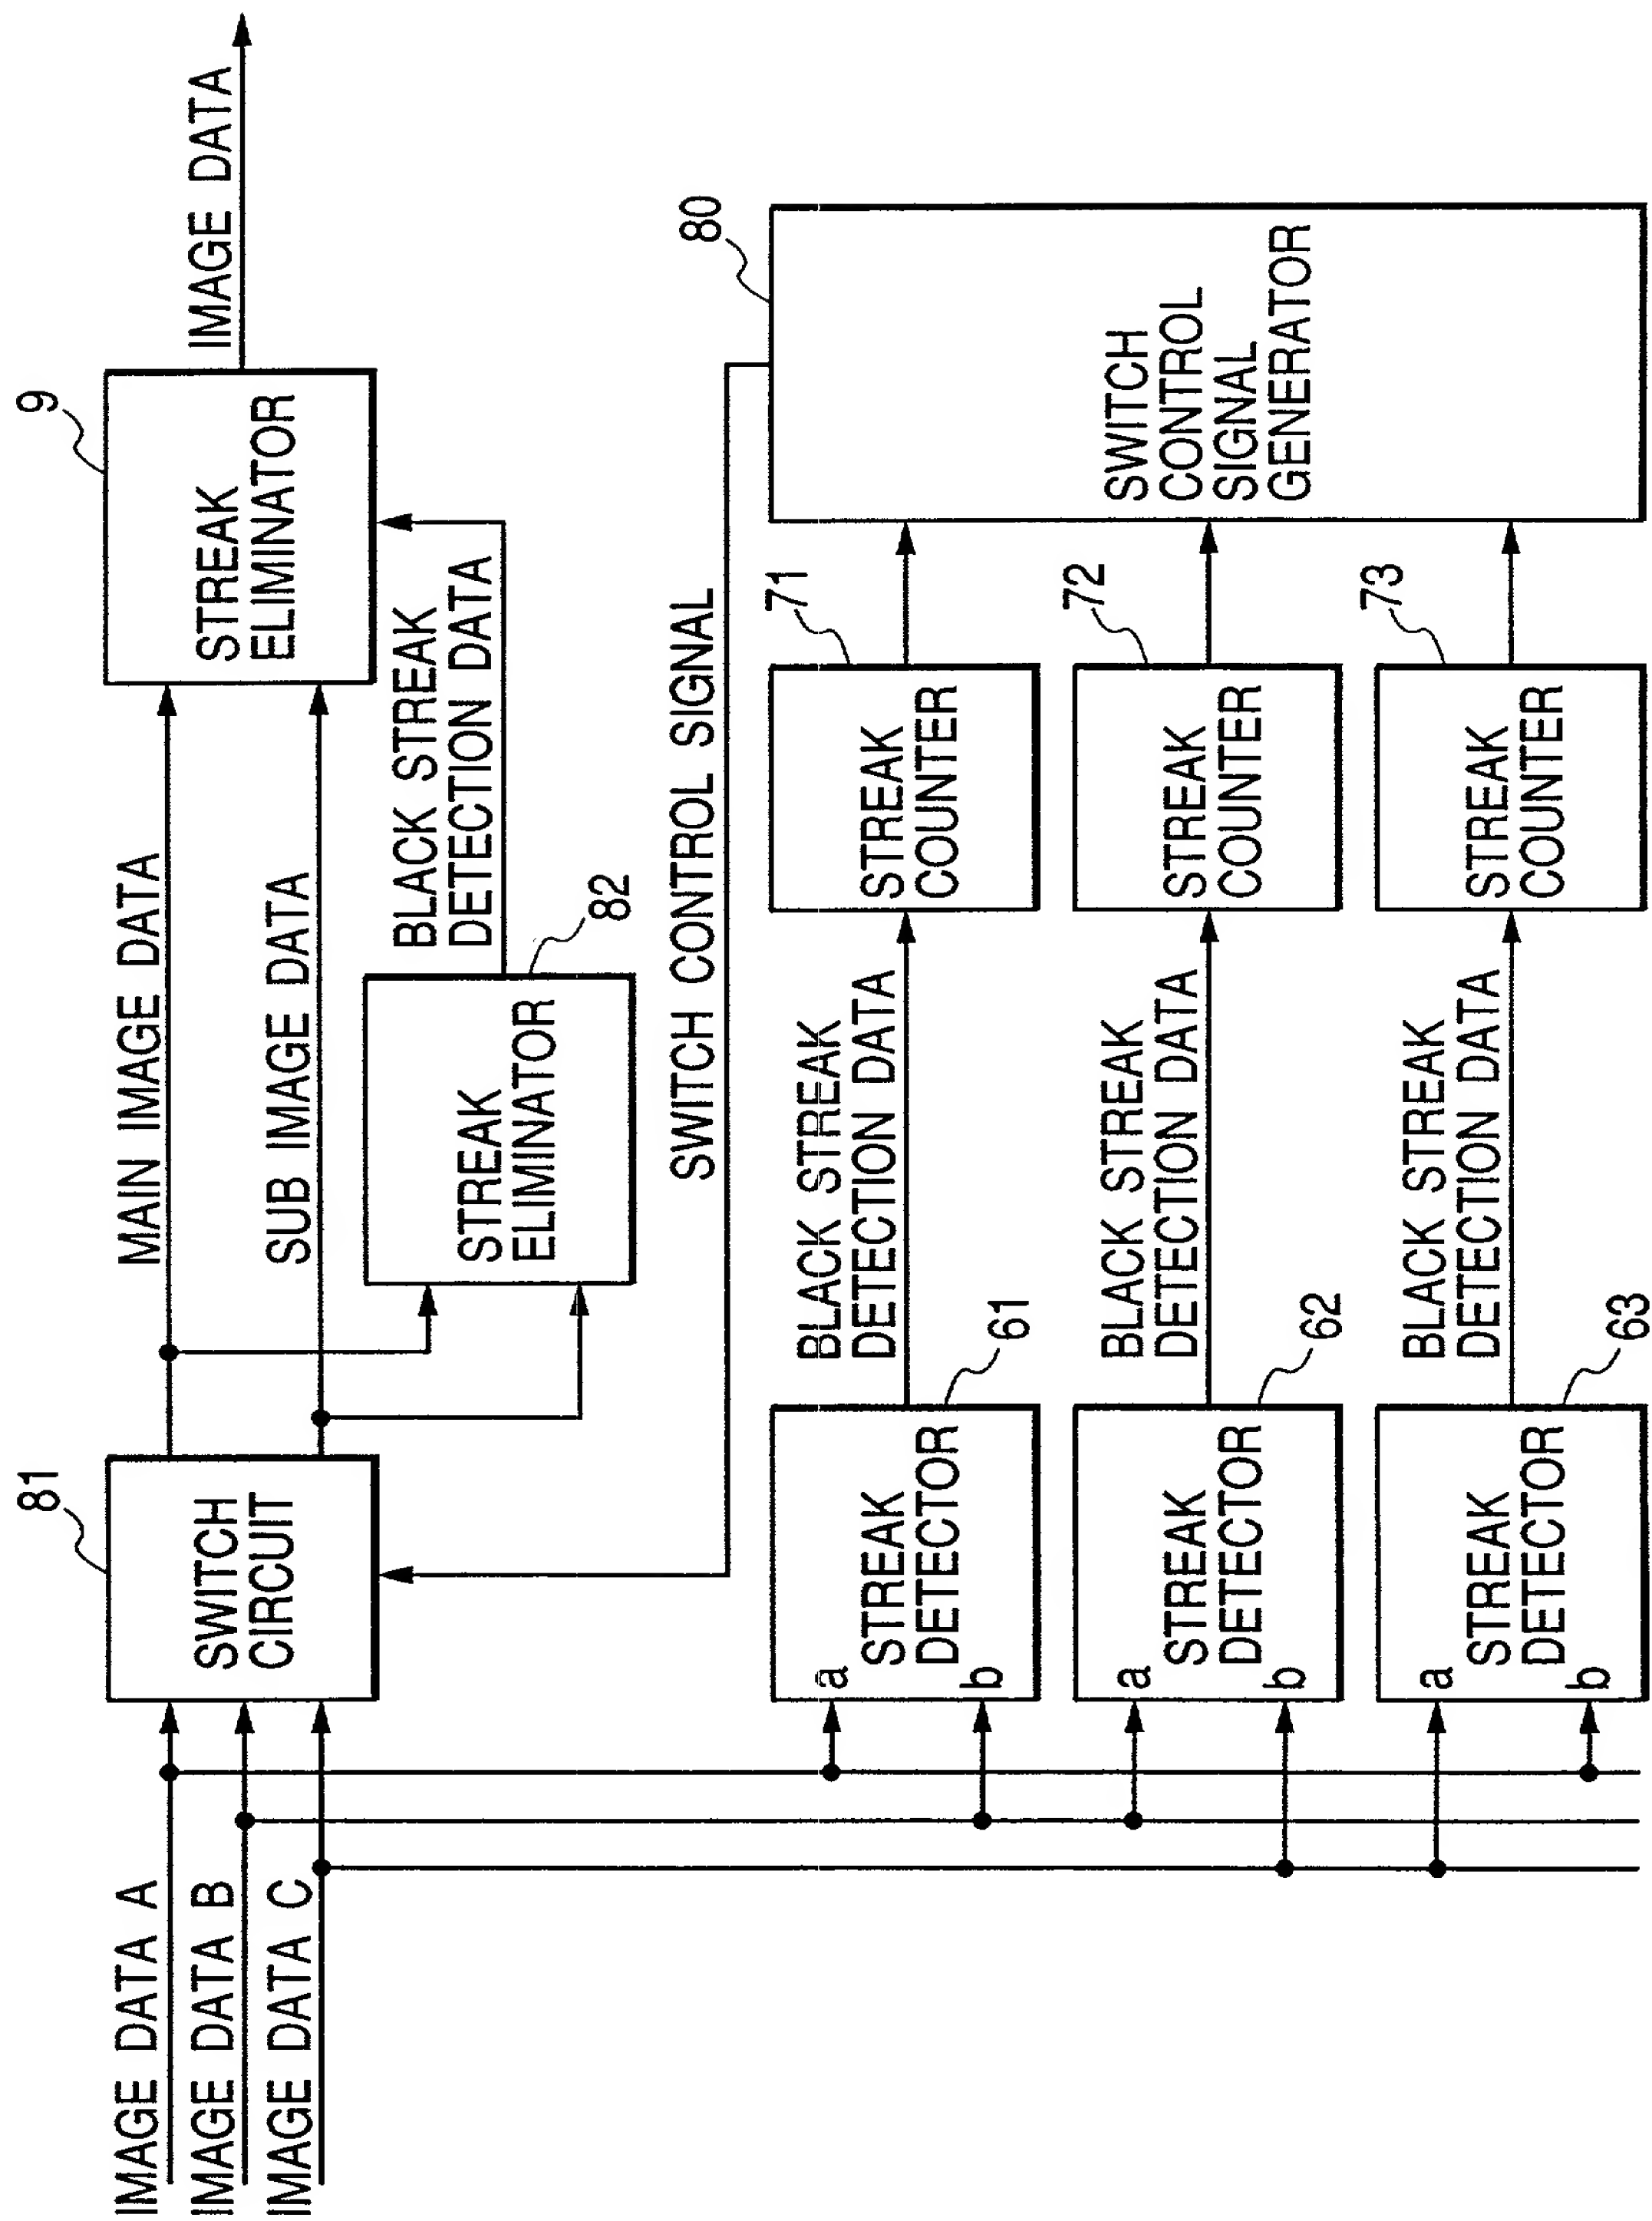 IMAGE DATA A
IMAGE DATA B
IMAGE DATA C
81
SWITCH
CIRCUIT
MAIN IMAGE DATA
SUB IMAGE DATA
STREAK
ELIMINATOR
82
BLACK STREAK
DETECTION DATA
9
STREAK
ELIMINATOR
IMAGE DATA
SWITCH CONTROL SIGNAL
a
b
STREAK
DETECTOR
61
BLACK STREAK
DETECTION DATA
STREAK
COUNTER
71
a
b
STREAK
DETECTOR
62
BLACK STREAK
DETECTION DATA
STREAK
COUNTER
72
a
b
STREAK
DETECTOR
63
BLACK STREAK
DETECTION DATA
STREAK
COUNTER
73
80
SWITCH
CONTROL
SIGNAL
GENERATOR